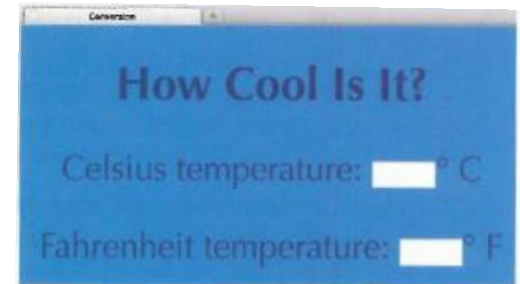 Conversion
How Cool Is It?
Celsius temperature: ° C
Fahrenheit temperature: ° F